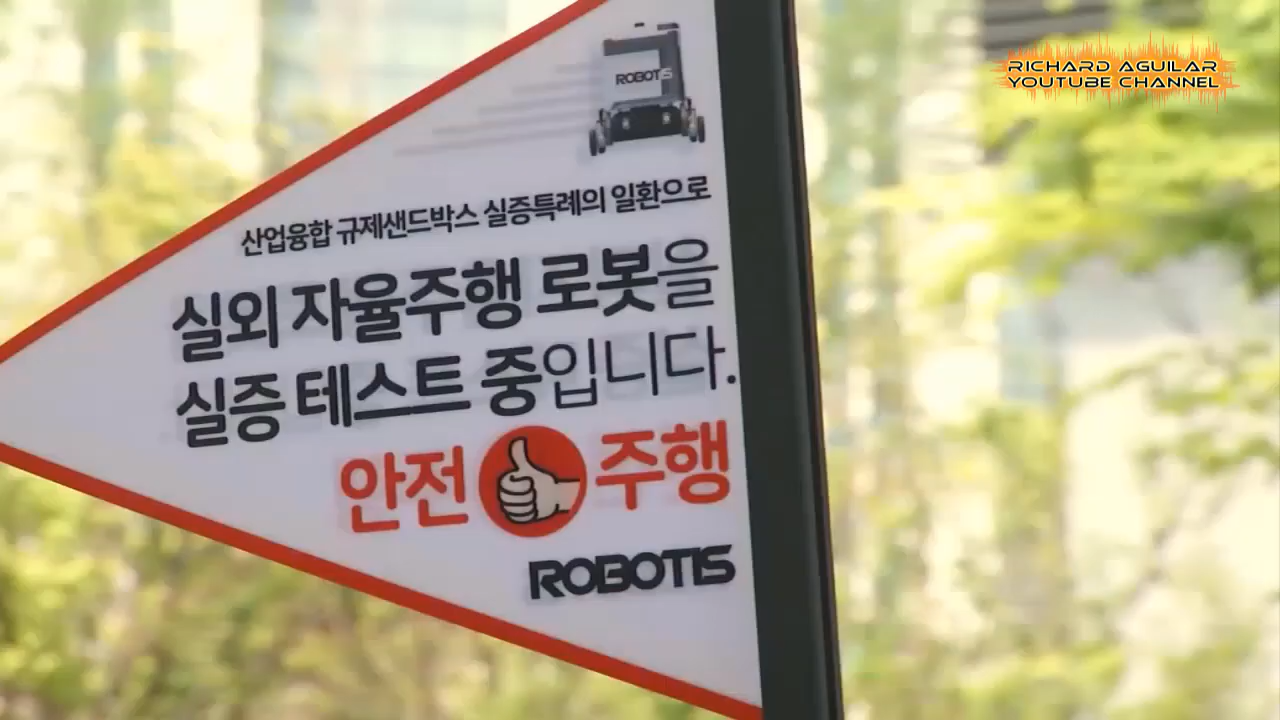 RICHARD AGUILAR
YOUTUBE CHANNEL
ROBOTIS
산업융합 규제샌드박스 실증특례의 일환으로
실외 자율주행 로봇을
실증 테스트 중입니다.
안전 주행
ROBOTIS